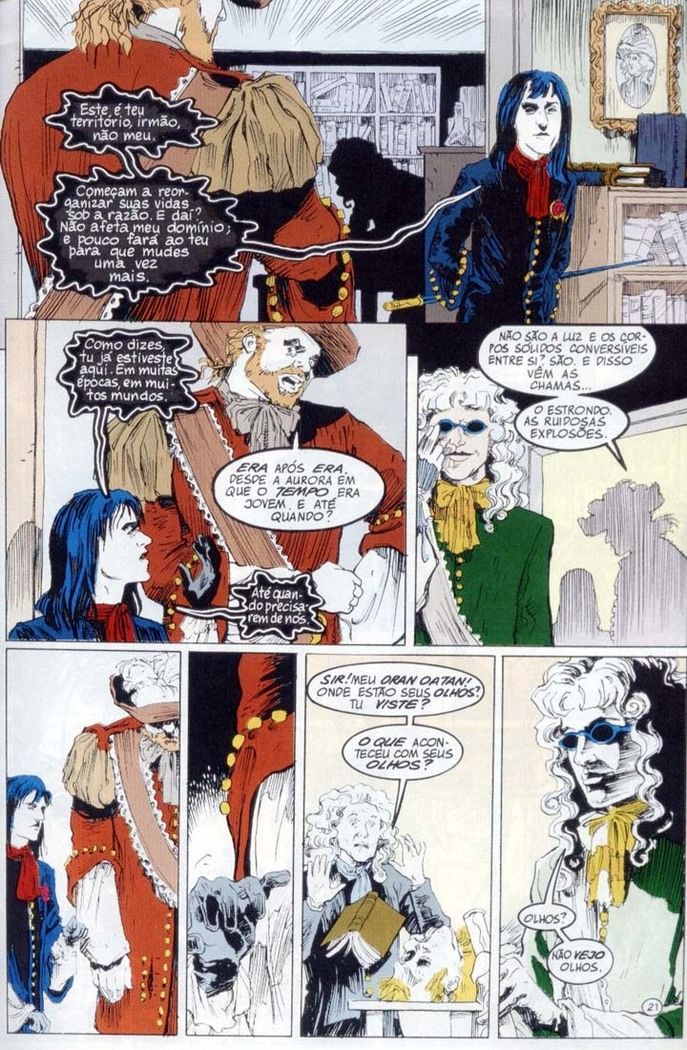 Este é teu
território, irmão,
não meu.
Começam a reor-
ganizar suas vidas
sob a razão. E daí?
Não afeta meu domínio;
e pouco fará ao teu
para que mudes
uma vez
mais.
Como dizes,
tu já estiveste
aqui. Em muitas
épocas, em mui-
tos mundos.
ERA APÓS ERA,
DESDE A AURORA EM
QUE O TEMPO ERA
JOVEM, E ATÉ
QUANDO?
Até quan-
do precisa-
rem de nós.
NÃO SÃO A LUZ E OS COR-
POS SÓLIDOS CONVERSÍVEIS
ENTRE SI? SÃO, E DISSO
VÊM AS
CHAMAS...
O ESTRONDO.
AS RUIDOSAS
EXPLOSÕES.
SIR! MEU ORAN OATAN!
ONDE ESTÃO SEUS OLHOS?
TU VISTE?
O QUE ACON-
TECEU COM SEUS
OLHOS?
OLHOS?
NÃO VEJO
OLHOS.
21